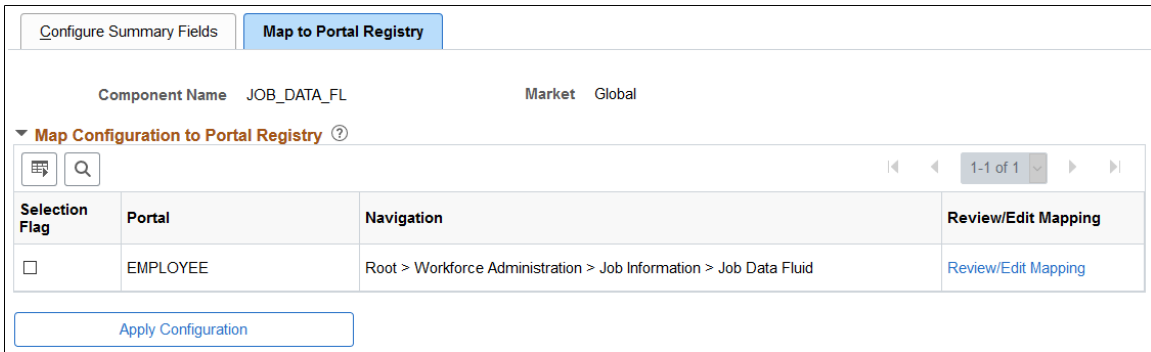 Configure Summary Fields Map to Portal Registry
Component Name JOB_DATA_FL Market Global
Map Configuration to Portal Registry ?
1-1 of 1
Selection Flag Portal Navigation Review/Edit Mapping
EMPLOYEE Root > Workforce Administration > Job Information > Job Data Fluid Review/Edit Mapping
Apply Configuration